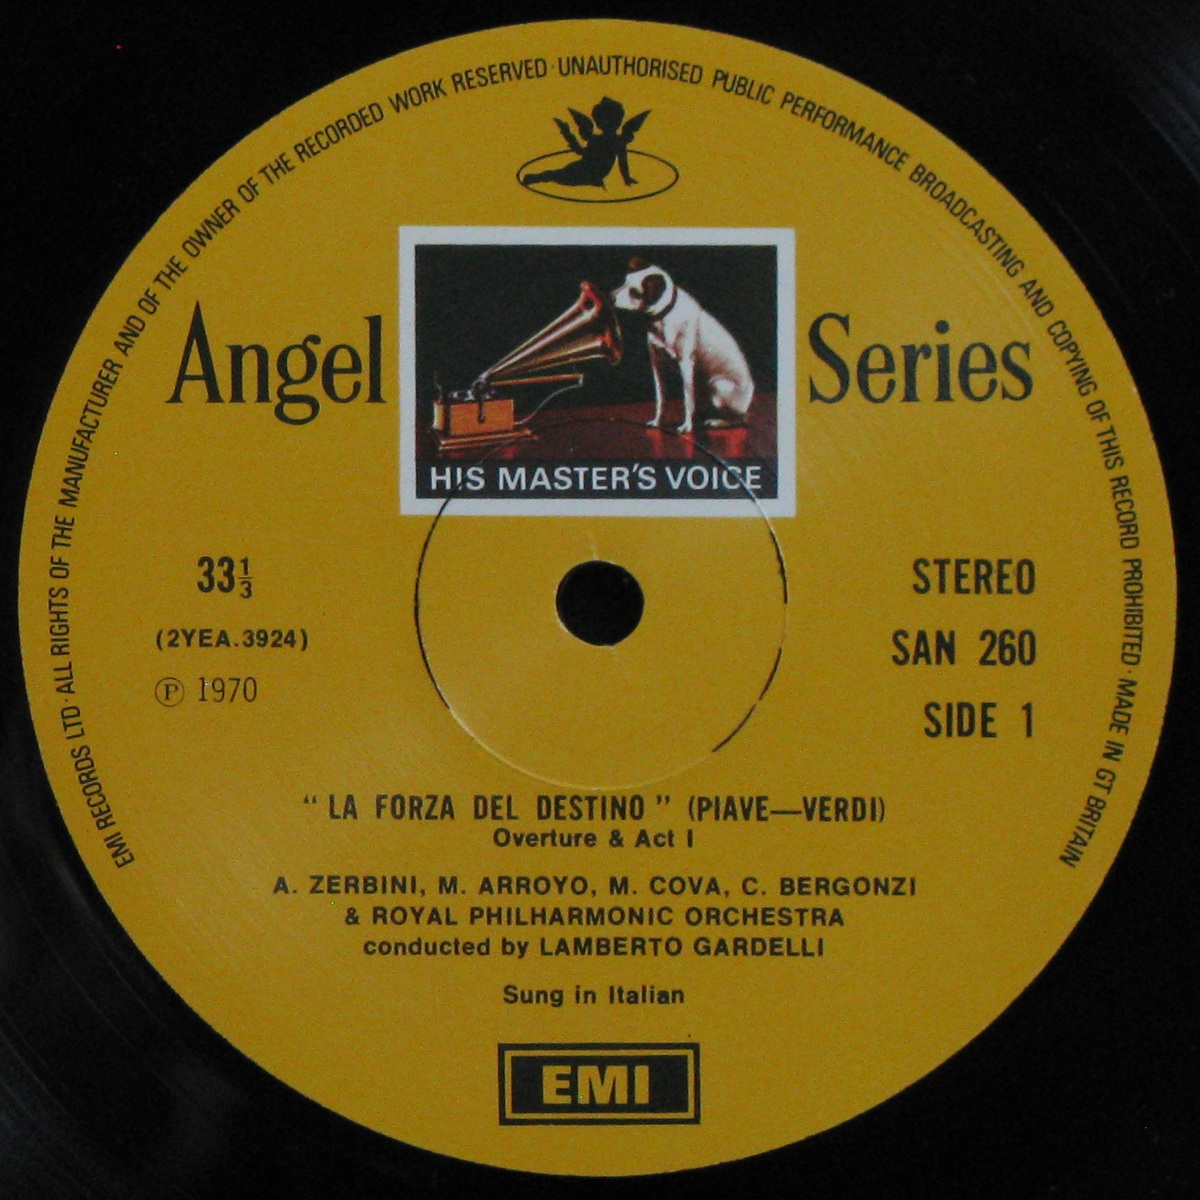 EMI RECORDS LTD · ALL RIGHTS OF THE MANUFACTURER AND OF THE OWNER OF THE RECORDED WORK RESERVED · UNAUTHORISED PUBLIC PERFORMANCE BROADCASTING AND COPYING OF THIS RECORD PROHIBITED · MADE IN GT BRITAIN
Angel Series
HIS MASTER'S VOICE
33⅓
STEREO
(2YEA.3924)
SAN 260
Ⓟ 1970
SIDE 1
" LA FORZA DEL DESTINO " (PIAVE—VERDI)
Overture & Act I
A. ZERBINI, M. ARROYO, M. COVA, C. BERGONZI
& ROYAL PHILHARMONIC ORCHESTRA
conducted by LAMBERTO GARDELLI
Sung in Italian
EMI